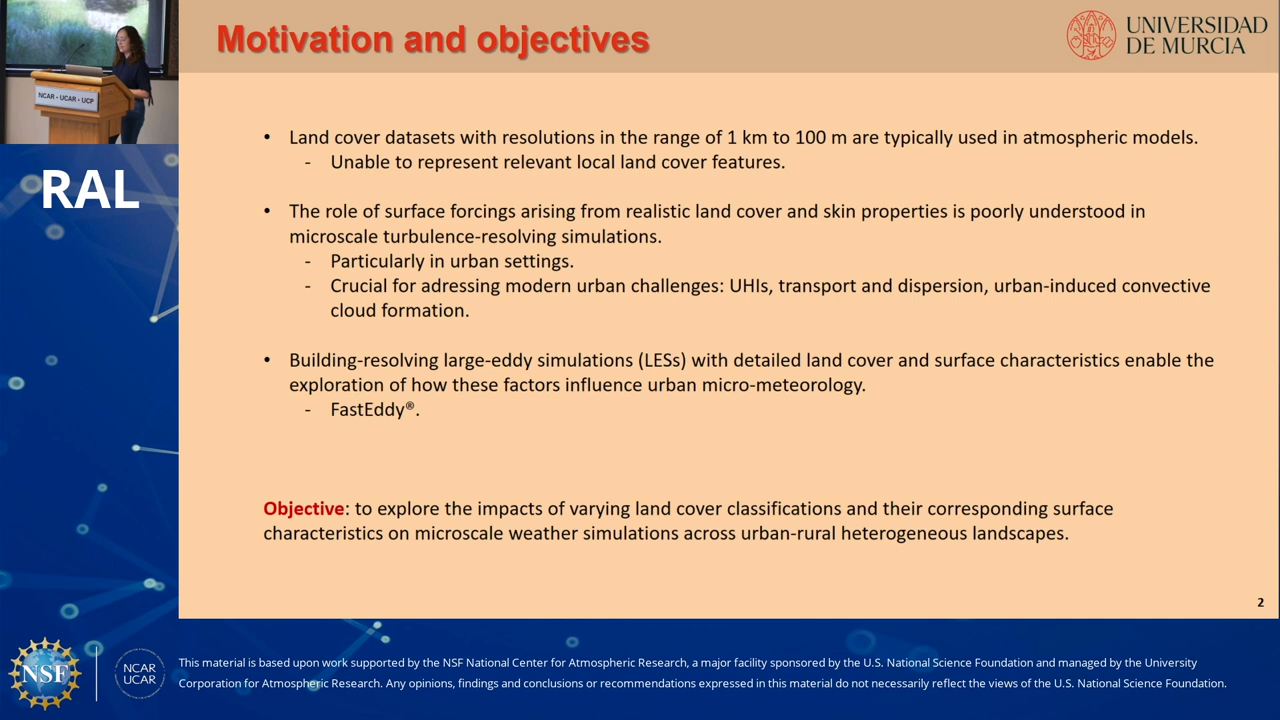 Motivation and objectives
UNIVERSIDAD
DE MURCIA
NCAR • UCAR • UCP
RAL
• Land cover datasets with resolutions in the range of 1 km to 100 m are typically used in atmospheric models.
- Unable to represent relevant local land cover features.
• The role of surface forcings arising from realistic land cover and skin properties is poorly understood in
microscale turbulence-resolving simulations.
- Particularly in urban settings.
- Crucial for adressing modern urban challenges: UHIs, transport and dispersion, urban-induced convective
cloud formation.
• Building-resolving large-eddy simulations (LESs) with detailed land cover and surface characteristics enable the
exploration of how these factors influence urban micro-meteorology.
- FastEddy®.
Objective: to explore the impacts of varying land cover classifications and their corresponding surface
characteristics on microscale weather simulations across urban-rural heterogeneous landscapes.
2
NSF
NCAR
UCAR
This material is based upon work supported by the NSF National Center for Atmospheric Research, a major facility sponsored by the U.S. National Science Foundation and managed by the University
Corporation for Atmospheric Research. Any opinions, findings and conclusions or recommendations expressed in this material do not necessarily reflect the views of the U.S. National Science Foundation.